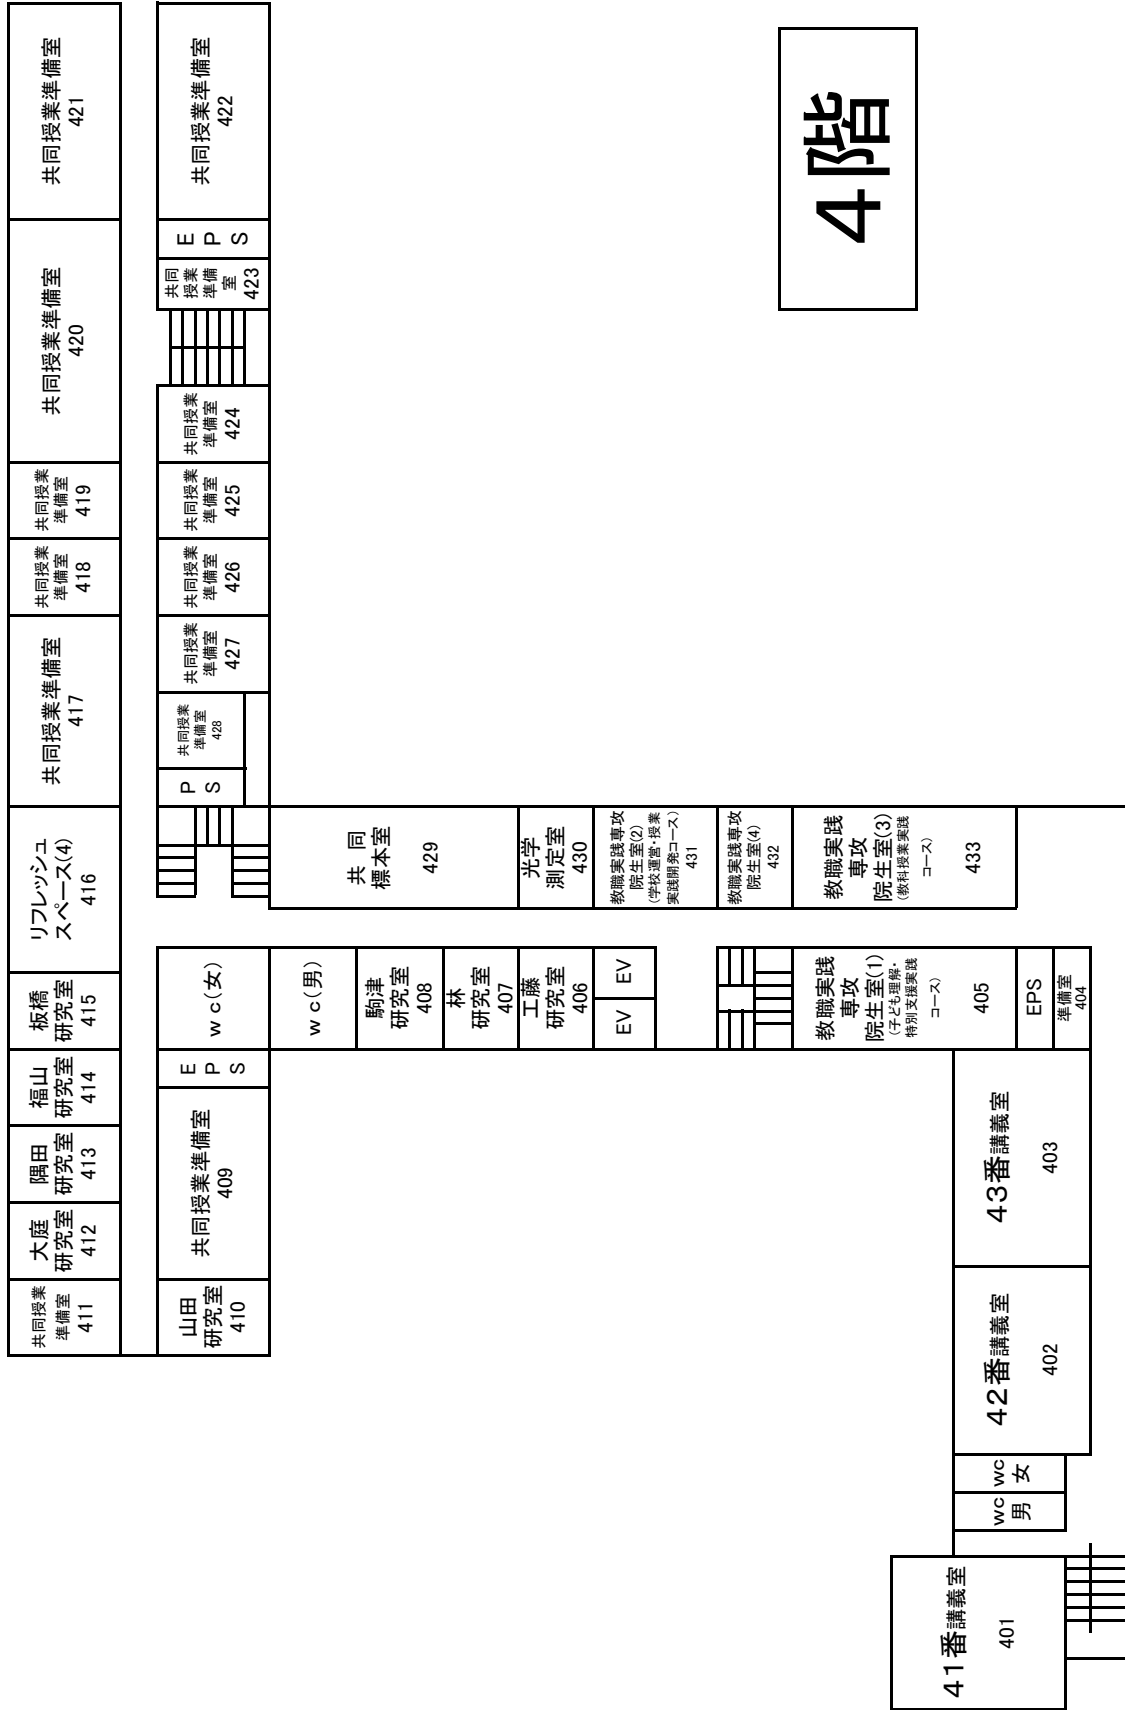 4階
共同授業準備室
421
共同授業準備室
420
共同授業
準備室
419
共同授業
準備室
418
共同授業準備室
417
リフレッシュ
スペース(4)
416
板橋
研究室
415
福山
研究室
414
隅田
研究室
413
大庭
研究室
412
共同授業
準備室
411
共同授業準備室
422
EPS
共同
授業
準備
室
423
共同授業
準備室
424
共同授業
準備室
425
共同授業
準備室
426
共同授業
準備室
427
共同授業
準備室
428
PS
wc(女)
EPS
共同授業準備室
409
山田
研究室
410
共 同
標本室
429
光学
測定室
430
教職実践専攻
院生室(2)
(学校運営・授業
実践開発コース)
431
教職実践専攻
院生室(4)
432
教職実践
専攻
院生室(3)
(教科授業実践
コース)
433
wc(男)
駒津
研究室
408
林
研究室
407
工藤
研究室
406
EV
EV
教職実践
専攻
院生室(1)
(子ども理解・
特別支援実践
コース)
405
EPS
準備室
404
43番講義室
403
42番講義室
402
wc
女
wc
男
41番講義室
401